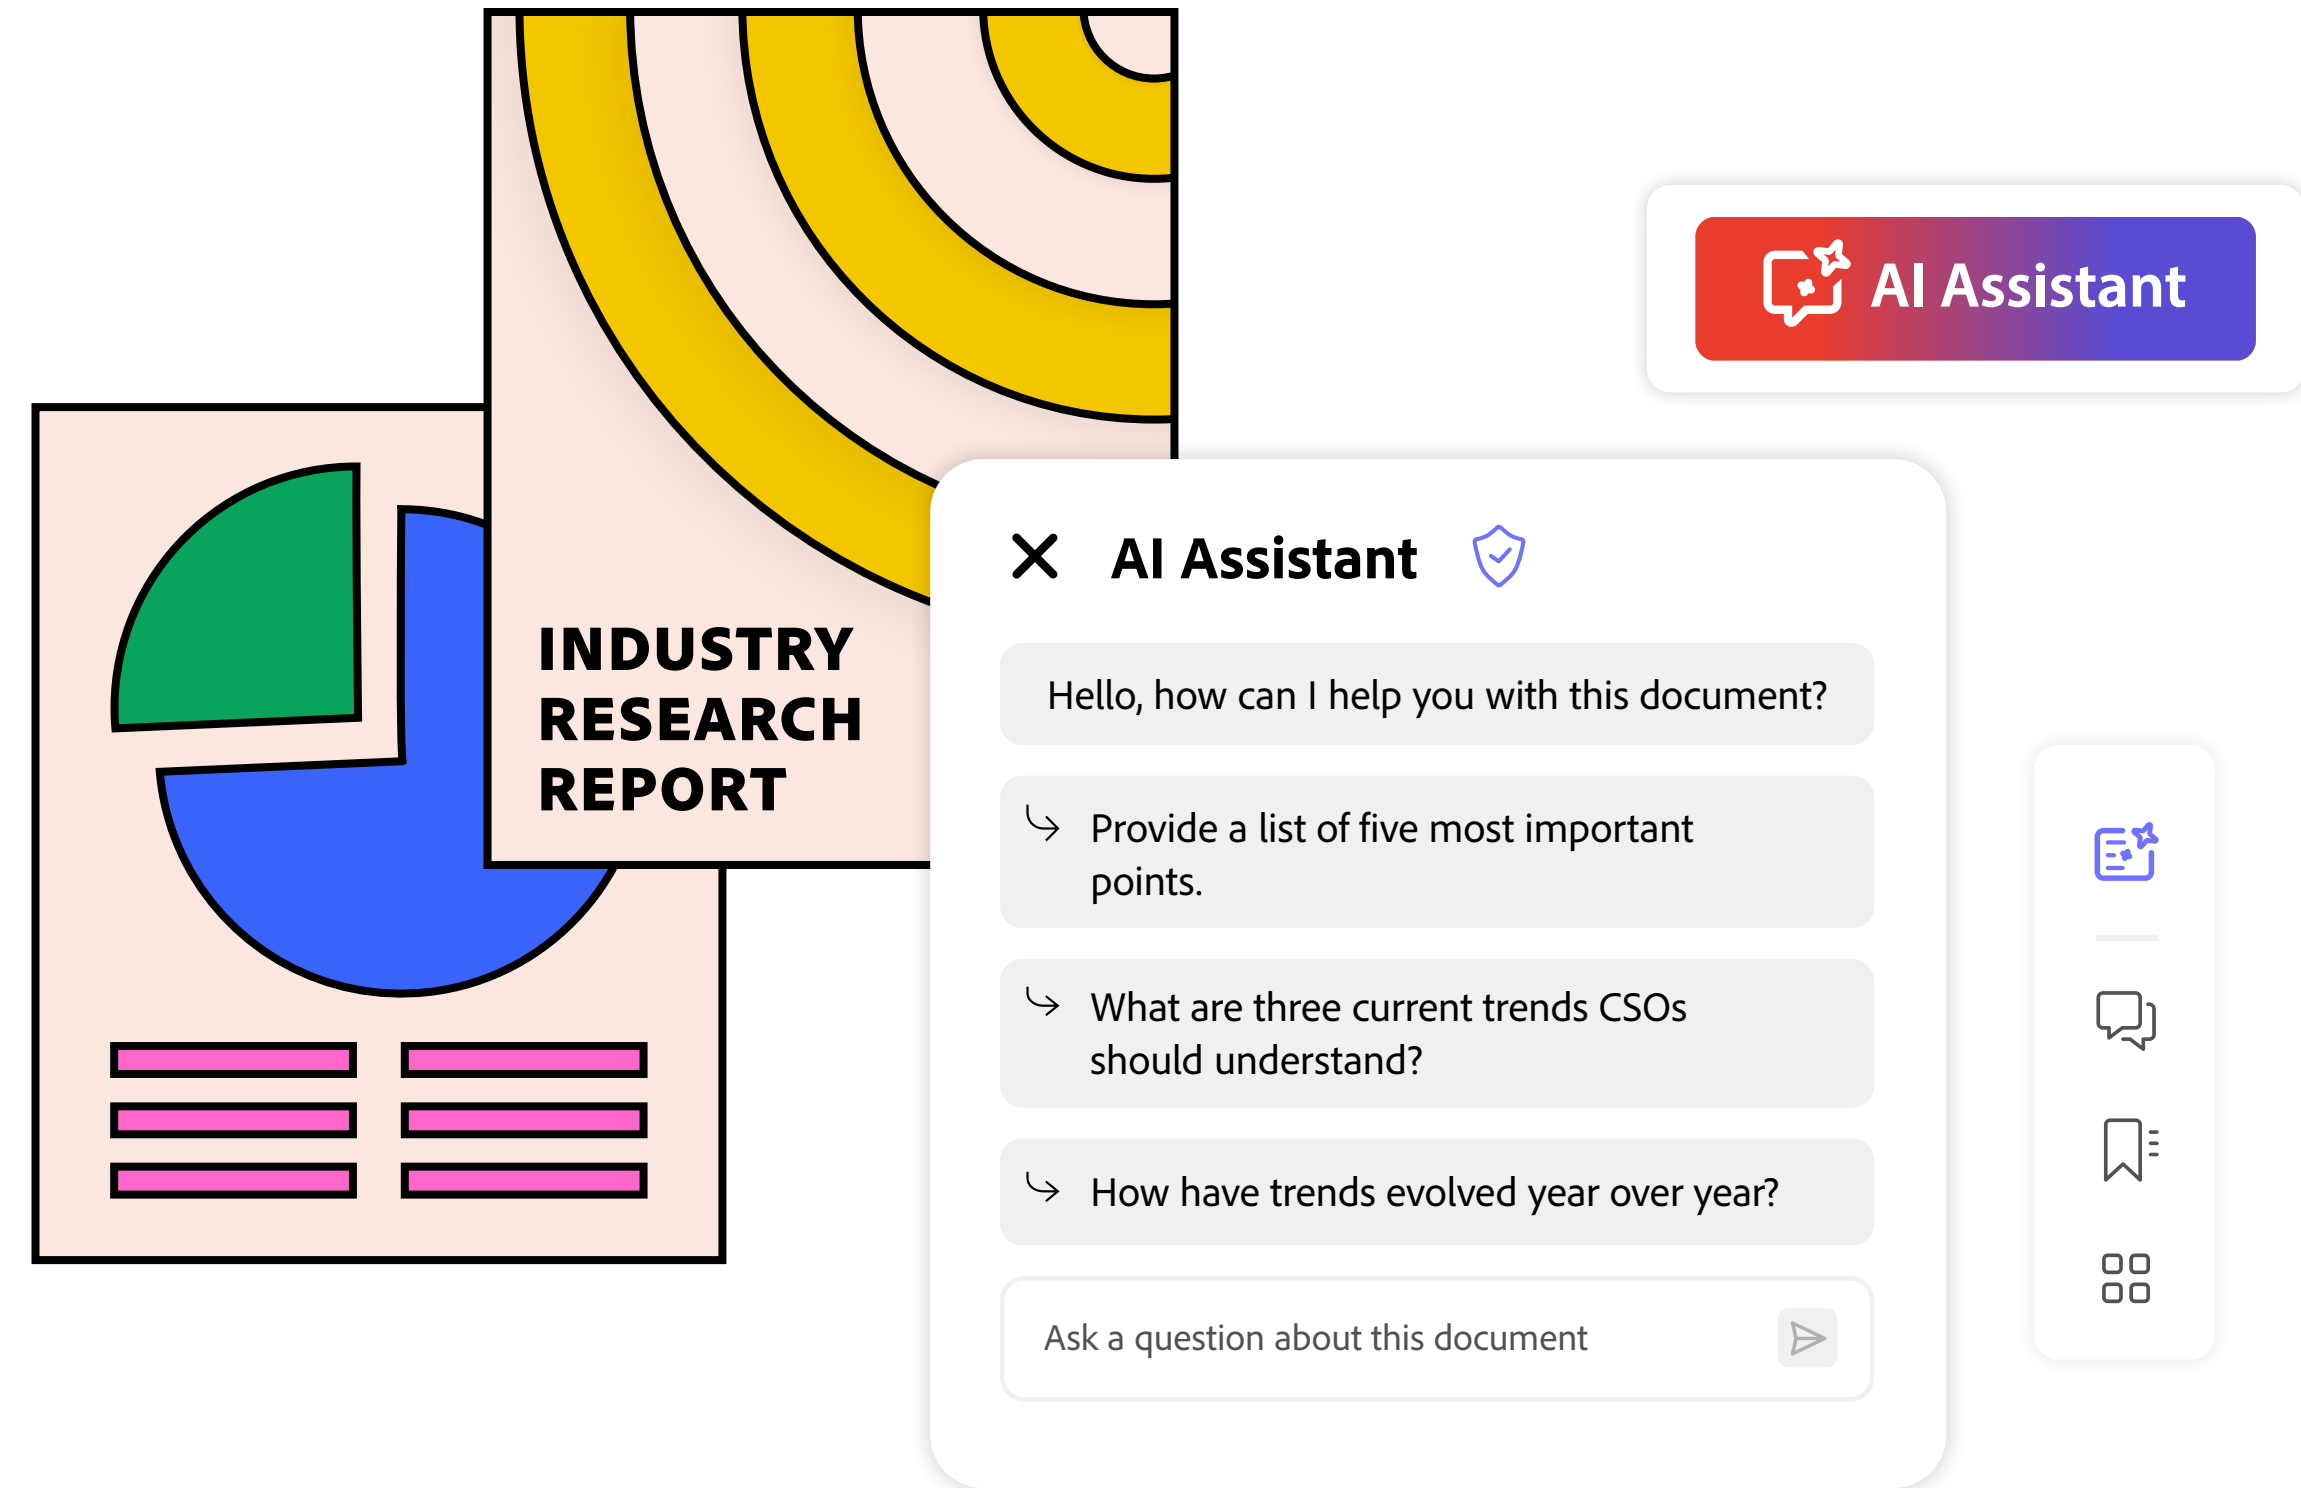 INDUSTRY
RESEARCH
REPORT
AI Assistant
AI Assistant
Hello, how can I help you with this document?
Provide a list of five most important
points.
What are three current trends CSOs
should understand?
How have trends evolved year over year?
Ask a question about this document